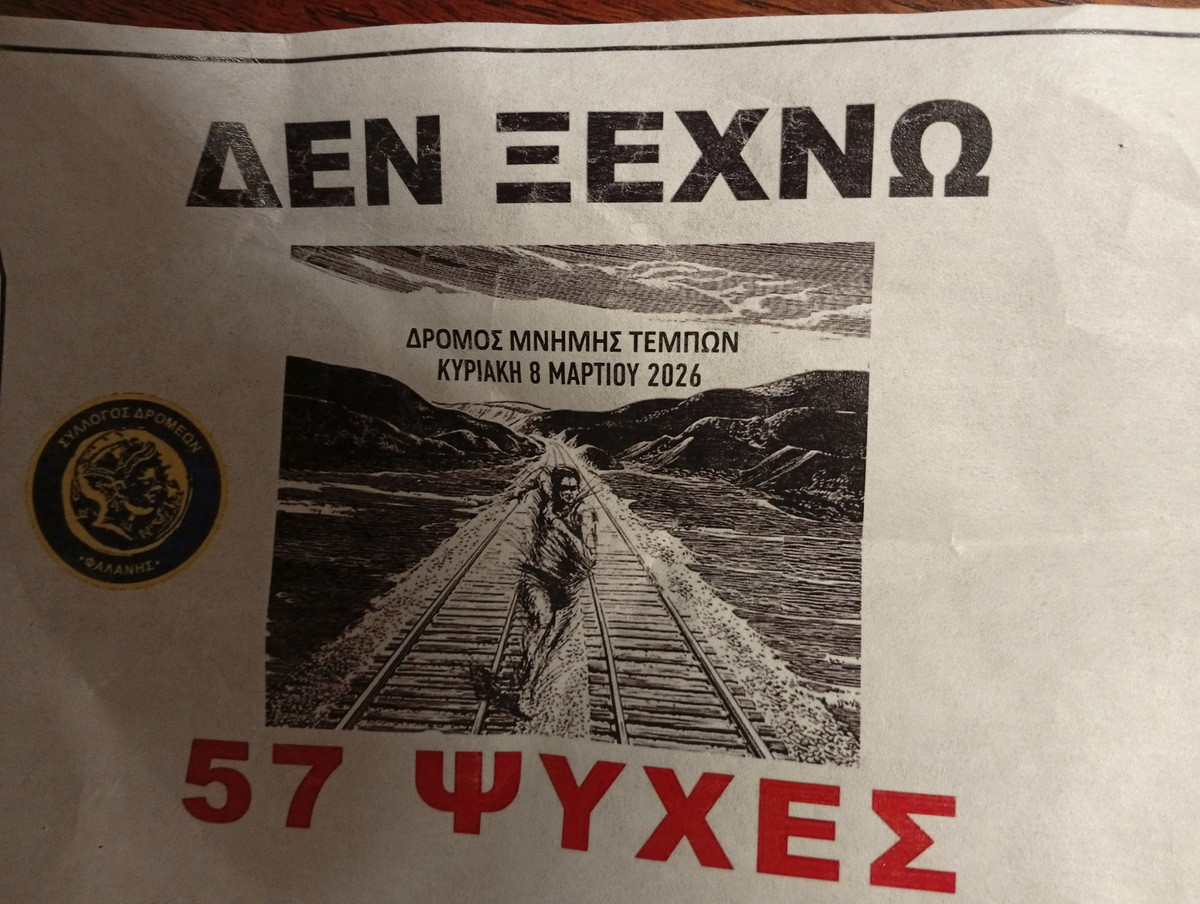 ΔΕΝ ΞΕΧΝΩ
ΔΡΟΜΟΣ ΜΝΗΜΗΣ ΤΕΜΠΩΝ
ΚΥΡΙΑΚΗ 8 ΜΑΡΤΙΟΥ 2026
ΣΥΛΛΟΓΟΣ ΔΡΟΜΕΩΝ
•ΦΑΛΑΝΗΣ•
57 ΨΥΧΕΣ